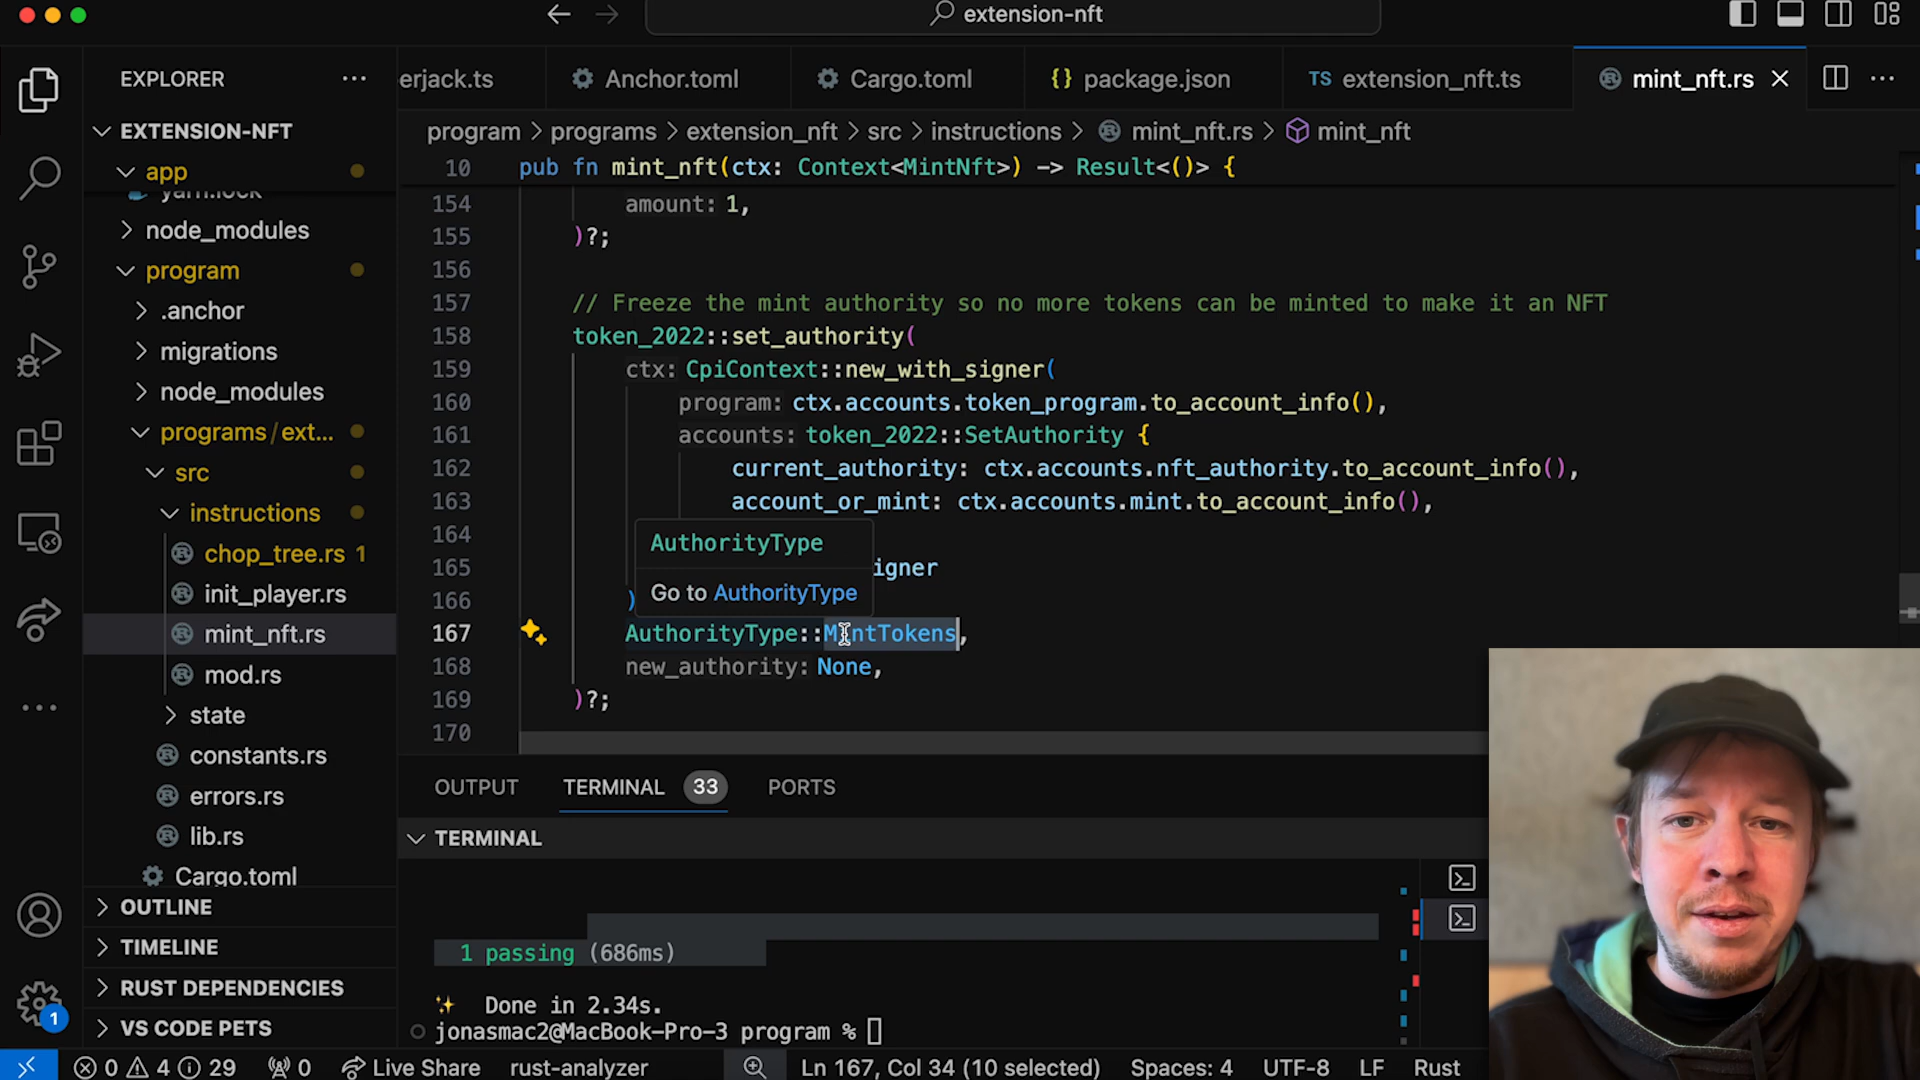 extension-nft
EXPLORER
EXTENSION-NFT
app
yarn.lock
node_modules
program
.anchor
migrations
node_modules
programs/ext...
src
instructions
chop_tree.rs 1
init_player.rs
mint_nft.rs
mod.rs
state
constants.rs
errors.rs
lib.rs
Cargo.toml
OUTLINE
TIMELINE
RUST DEPENDENCIES
VS CODE PETS
1
erjack.ts
Anchor.toml
Cargo.toml
{} package.json
TS extension_nft.ts
mint_nft.rs
program > programs > extension_nft > src > instructions > mint_nft.rs > mint_nft
10 pub fn mint_nft(ctx: Context<MintNft>) -> Result<()> {
154 amount: 1,
155 )?;
156
157 // Freeze the mint authority so no more tokens can be minted to make it an NFT
158 token_2022::set_authority(
159 ctx: CpiContext::new_with_signer(
160 program: ctx.accounts.token_program.to_account_info(),
161 accounts: token_2022::SetAuthority {
162 current_authority: ctx.accounts.nft_authority.to_account_info(),
163 account_or_mint: ctx.accounts.mint.to_account_info(),
164
AuthorityType
165 igner
Go to AuthorityType
166 )
167 AuthorityType::MintTokens,
168 new_authority: None,
169 )?;
170
OUTPUT
TERMINAL 33
PORTS
TERMINAL
1 passing (686ms)
Done in 2.34s.
jonasmac2@MacBook-Pro-3 program %
0 4 29
0
Live Share
rust-analyzer
Ln 167, Col 34 (10 selected)
Spaces: 4
UTF-8
LF
Rust